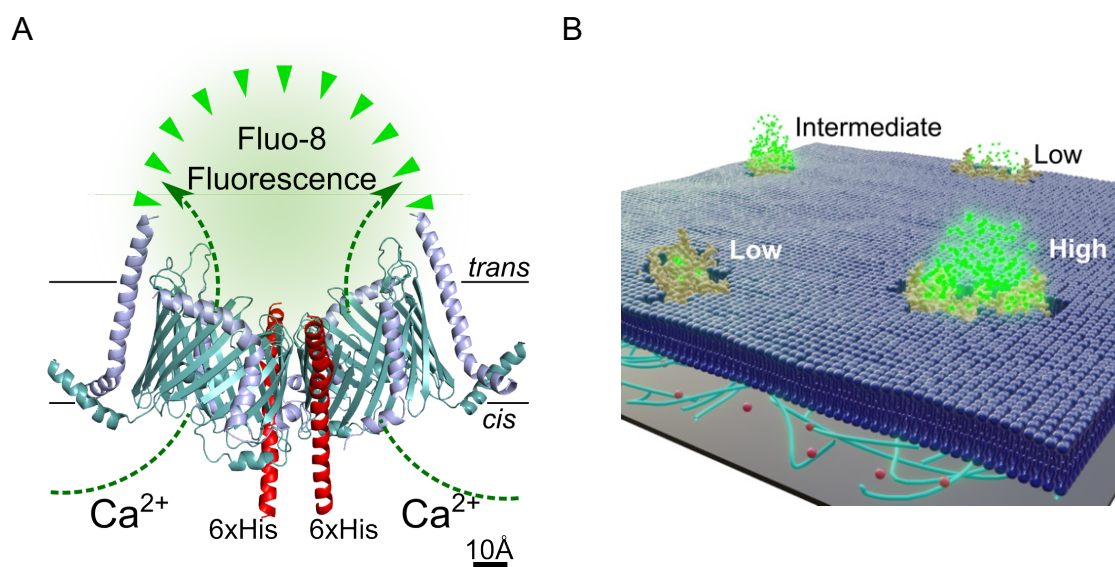 A
Fluo-8
Fluorescence
trans
cis
Ca2+
Ca2+
6xHis
6xHis
10Å
B
Intermediate
Low
Low
High